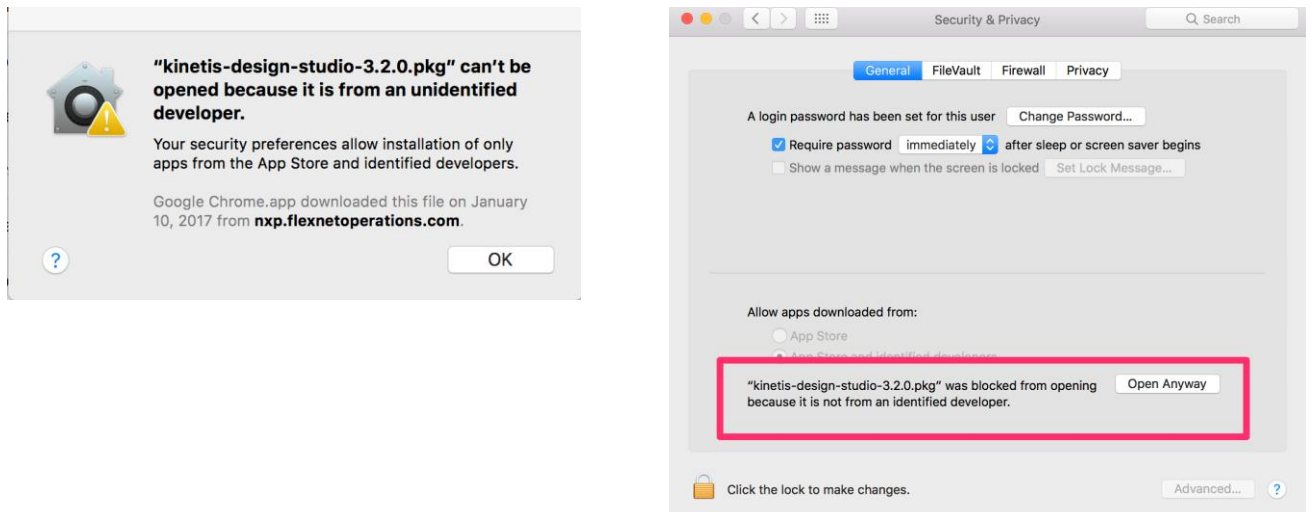 “kinetis-design-studio-3.2.0.pkg” can’t be
opened because it is from an unidentified
developer.
Your security preferences allow installation of only
apps from the App Store and identified developers.
Google Chrome.app downloaded this file on January
10, 2017 from nxp.flexnetoperations.com.
?
OK
Security & Privacy
Search
General FileVault Firewall Privacy
A login password has been set for this user Change Password...
Require password immediately after sleep or screen saver begins
Show a message when the screen is locked Set Lock Message...
Allow apps downloaded from:
App Store
App Store and identified developers
“kinetis-design-studio-3.2.0.pkg” was blocked from opening Open Anyway
because it is not from an identified developer.
Click the lock to make changes. Advanced... ?